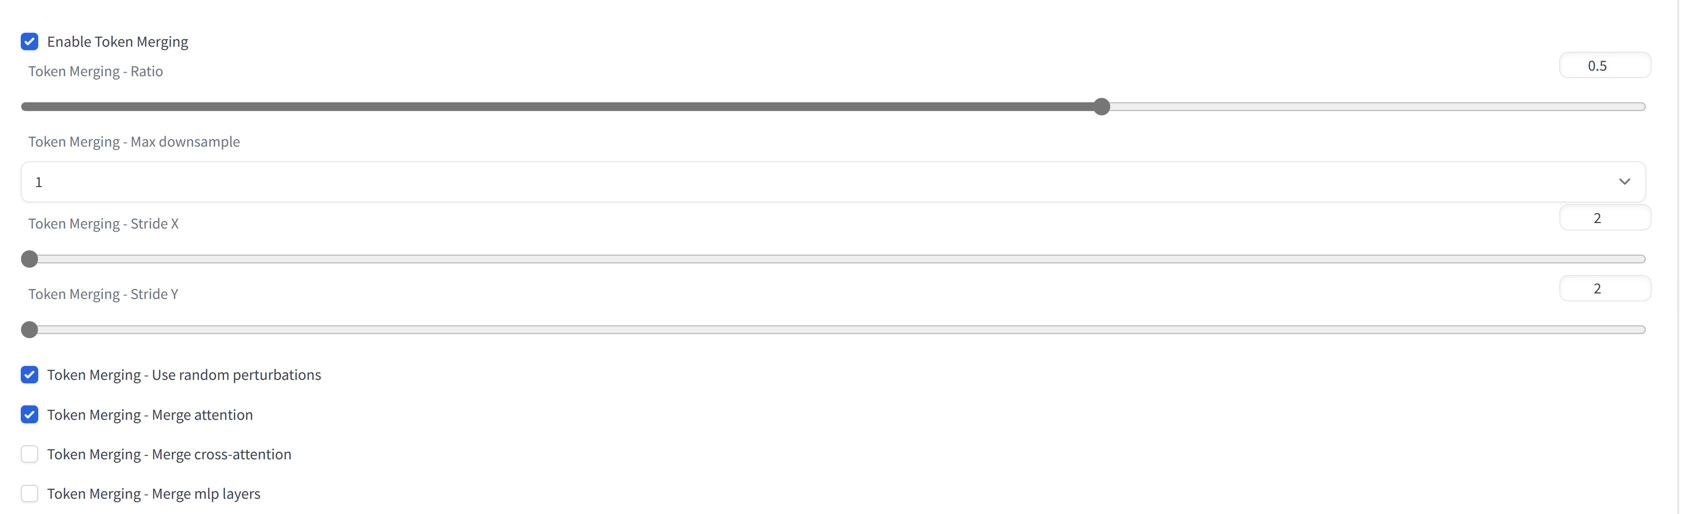 Enable Token Merging
Token Merging - Ratio
0.5
Token Merging - Max downsample
1
Token Merging - Stride X
2
Token Merging - Stride Y
2
Token Merging - Use random perturbations
Token Merging - Merge attention
Token Merging - Merge cross-attention
Token Merging - Merge mlp layers